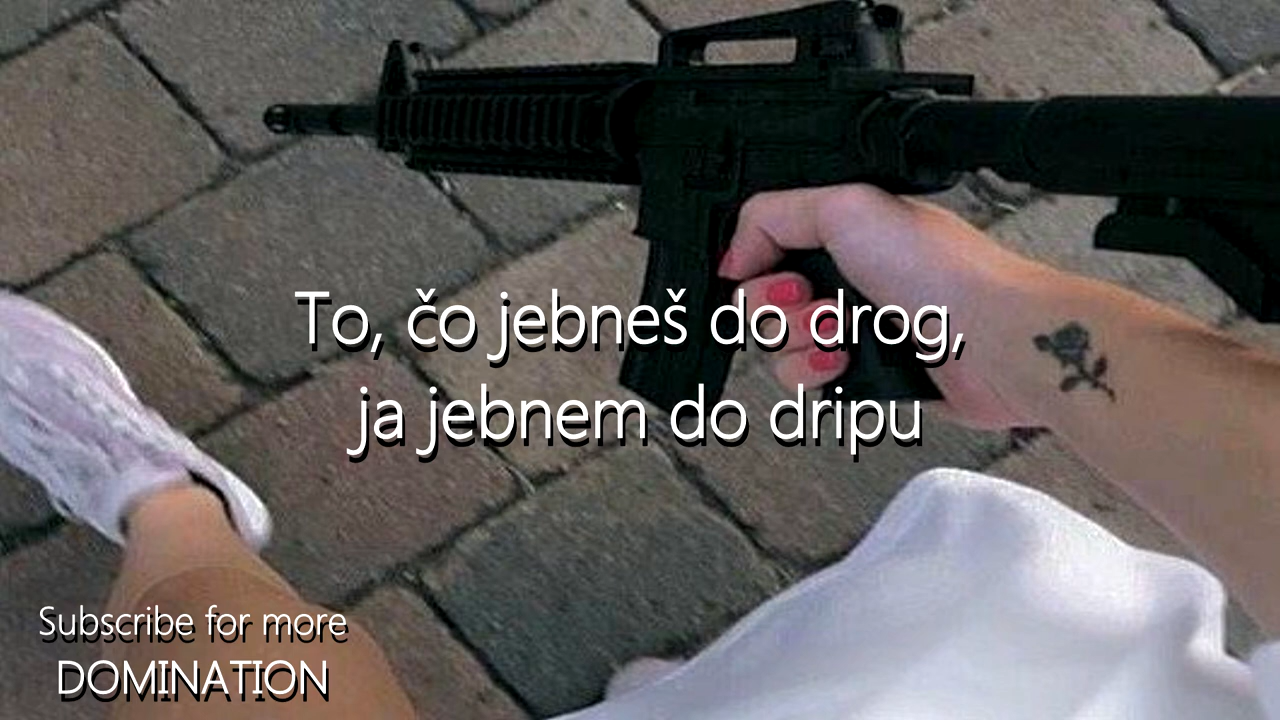 To, čo jebneš do drog,
ja jebnem do dripu
Subscribe for more
DOMINATION